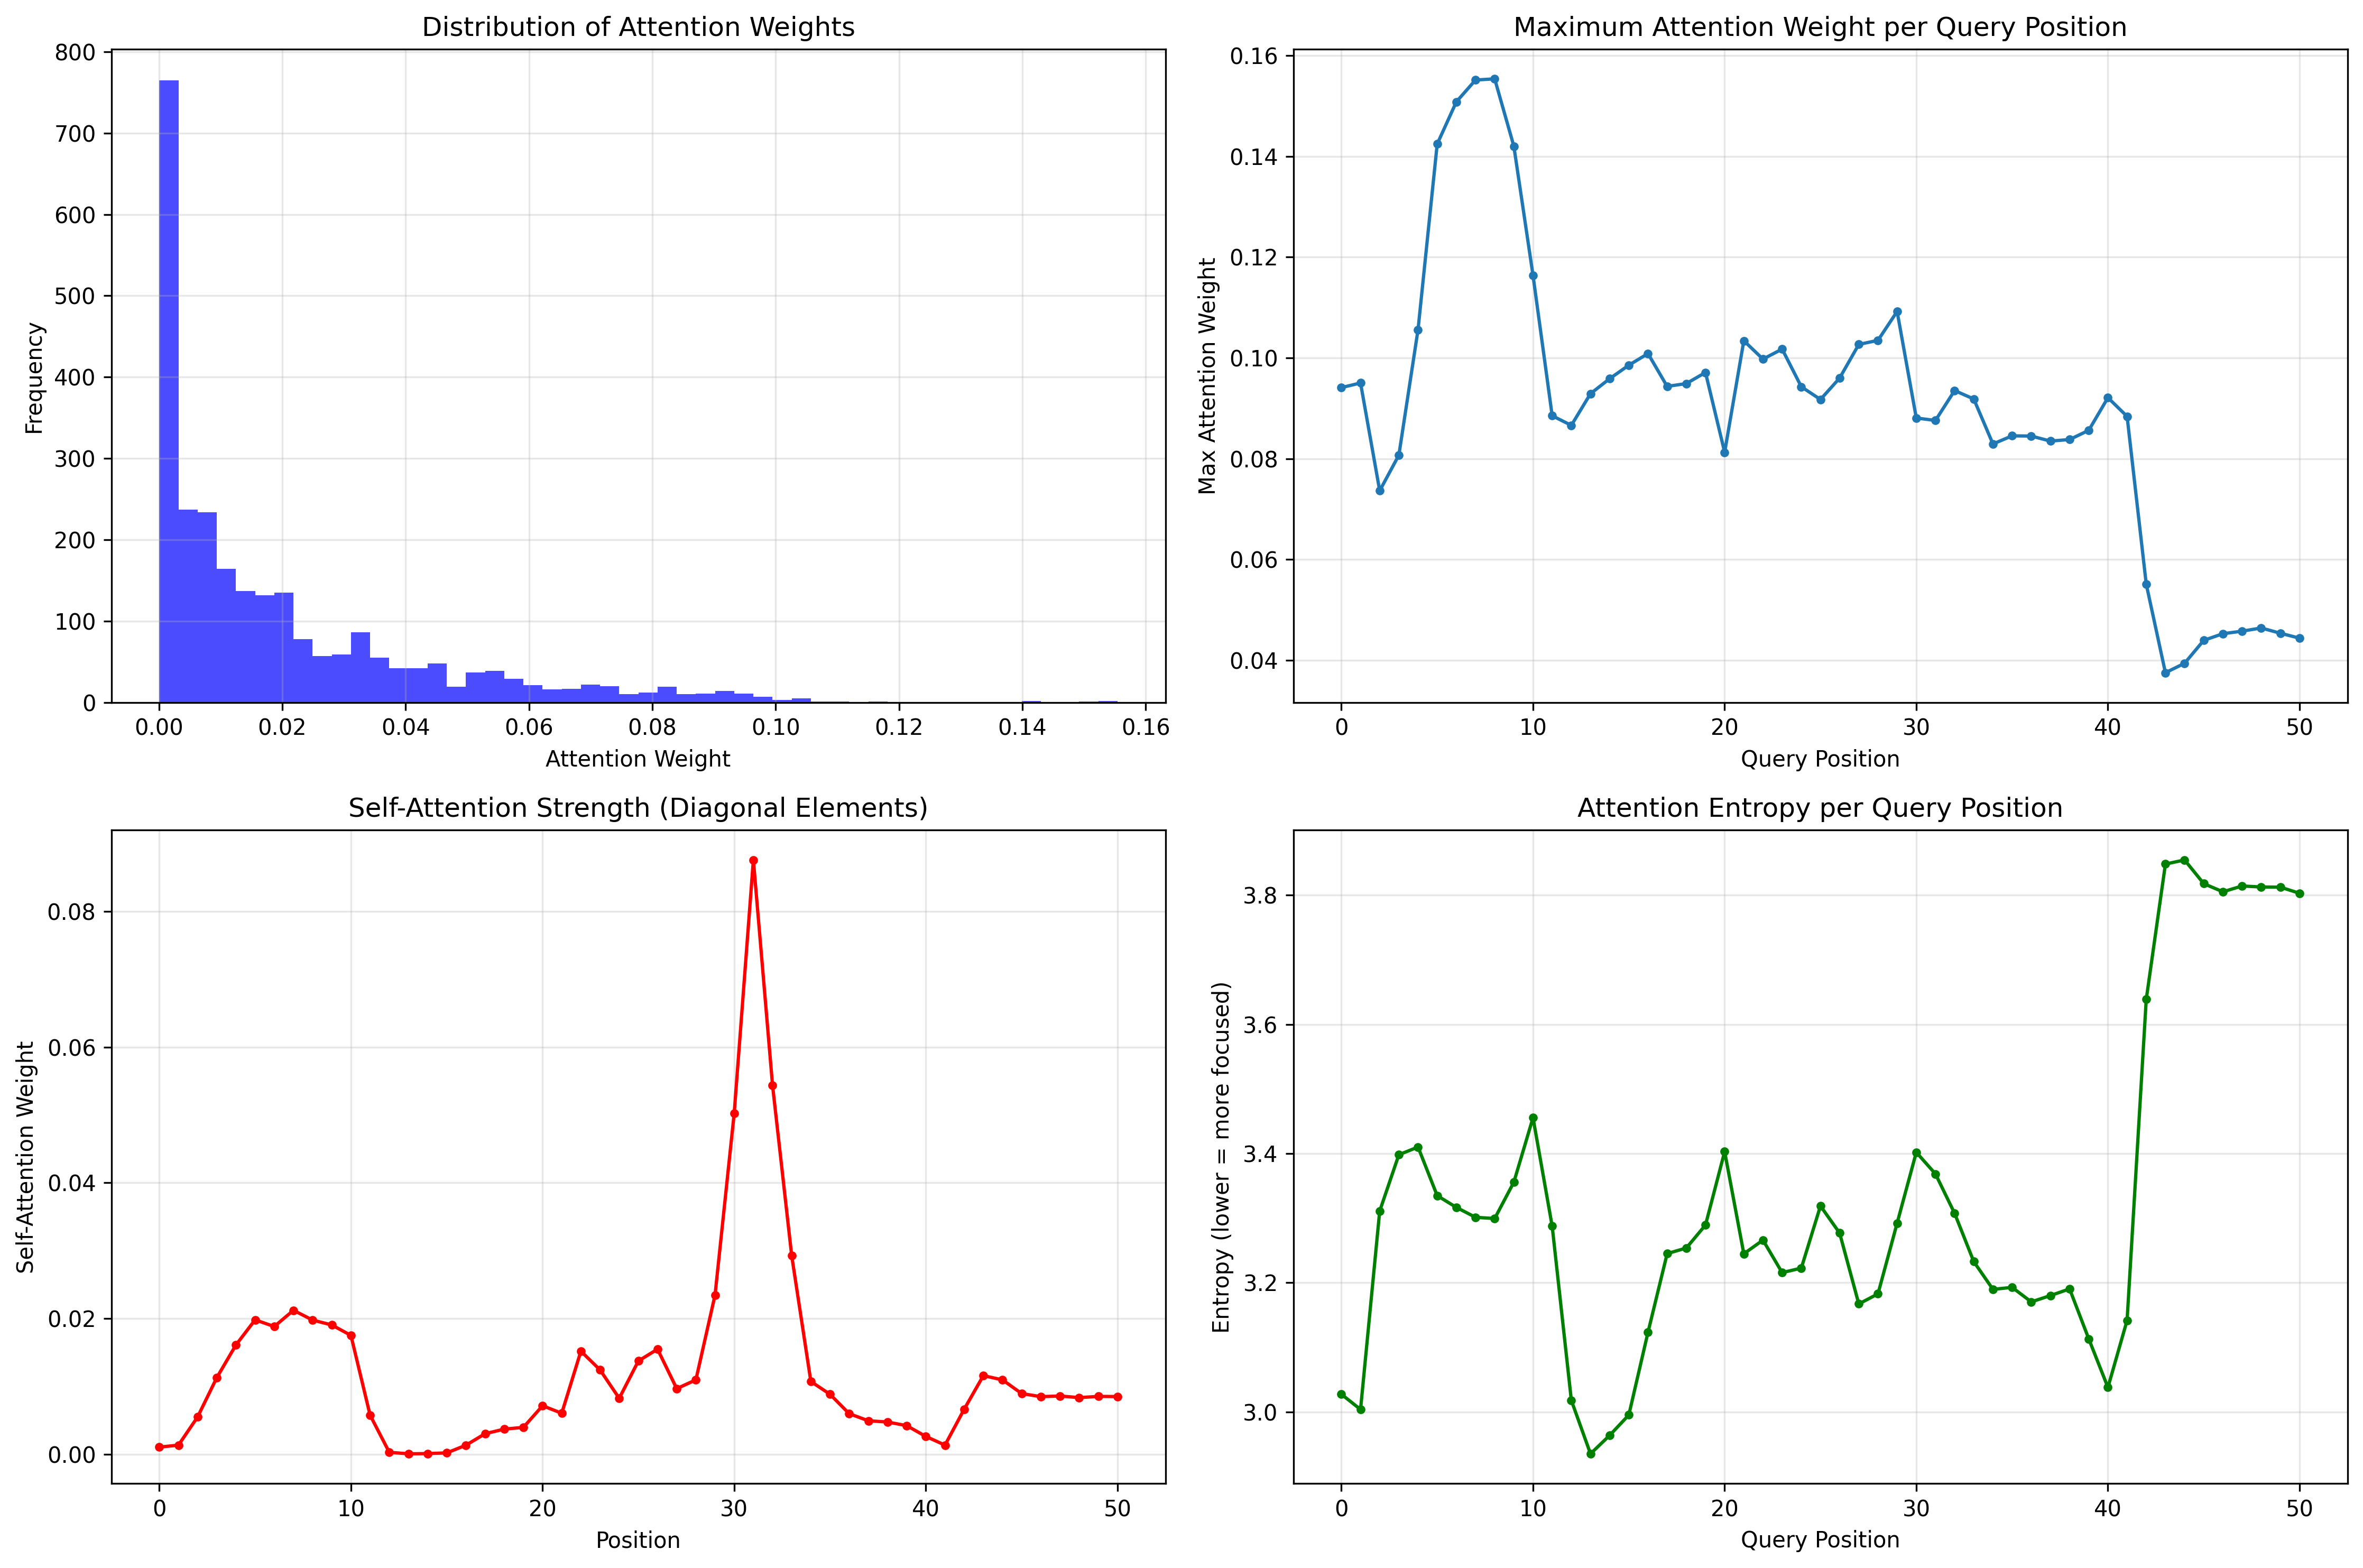 Distribution of Attention Weights
800
700
600
500
400
300
200
100
0
Frequency
0.00 0.02 0.04 0.06 0.08 0.10 0.12 0.14 0.16
Attention Weight
Maximum Attention Weight per Query Position
0.16
0.14
0.12
0.10
0.08
0.06
0.04
Max Attention Weight
0 10 20 30 40 50
Query Position
Self-Attention Strength (Diagonal Elements)
0.08
0.06
0.04
0.02
0.00
Self-Attention Weight
0 10 20 30 40 50
Position
Attention Entropy per Query Position
3.8
3.6
3.4
3.2
3.0
Entropy (lower = more focused)
0 10 20 30 40 50
Query Position